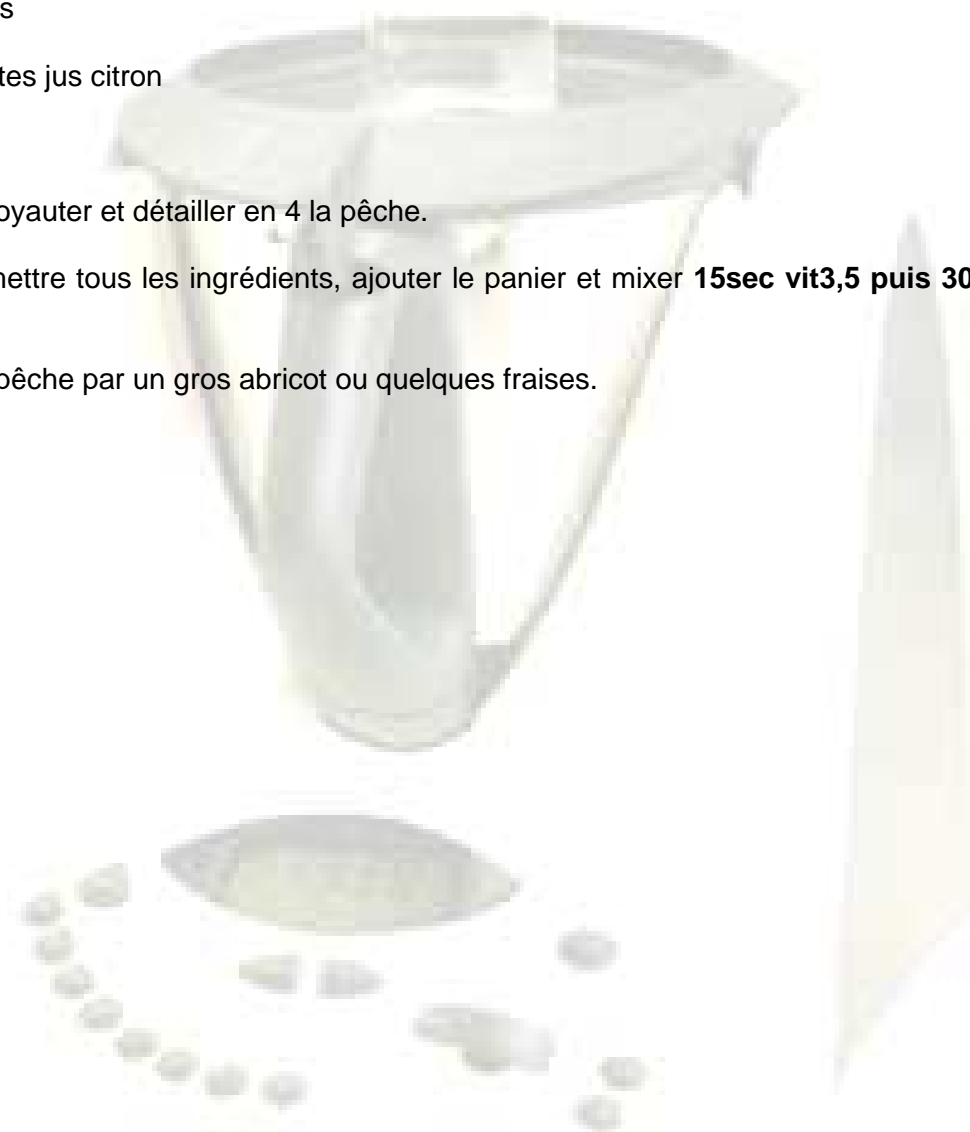 s
tes jus citron
oyauter et détailler en 4 la pêche.
mettre tous les ingrédients, ajouter le panier et mixer 15sec vit3,5 puis 30
pêche par un gros abricot ou quelques fraises.